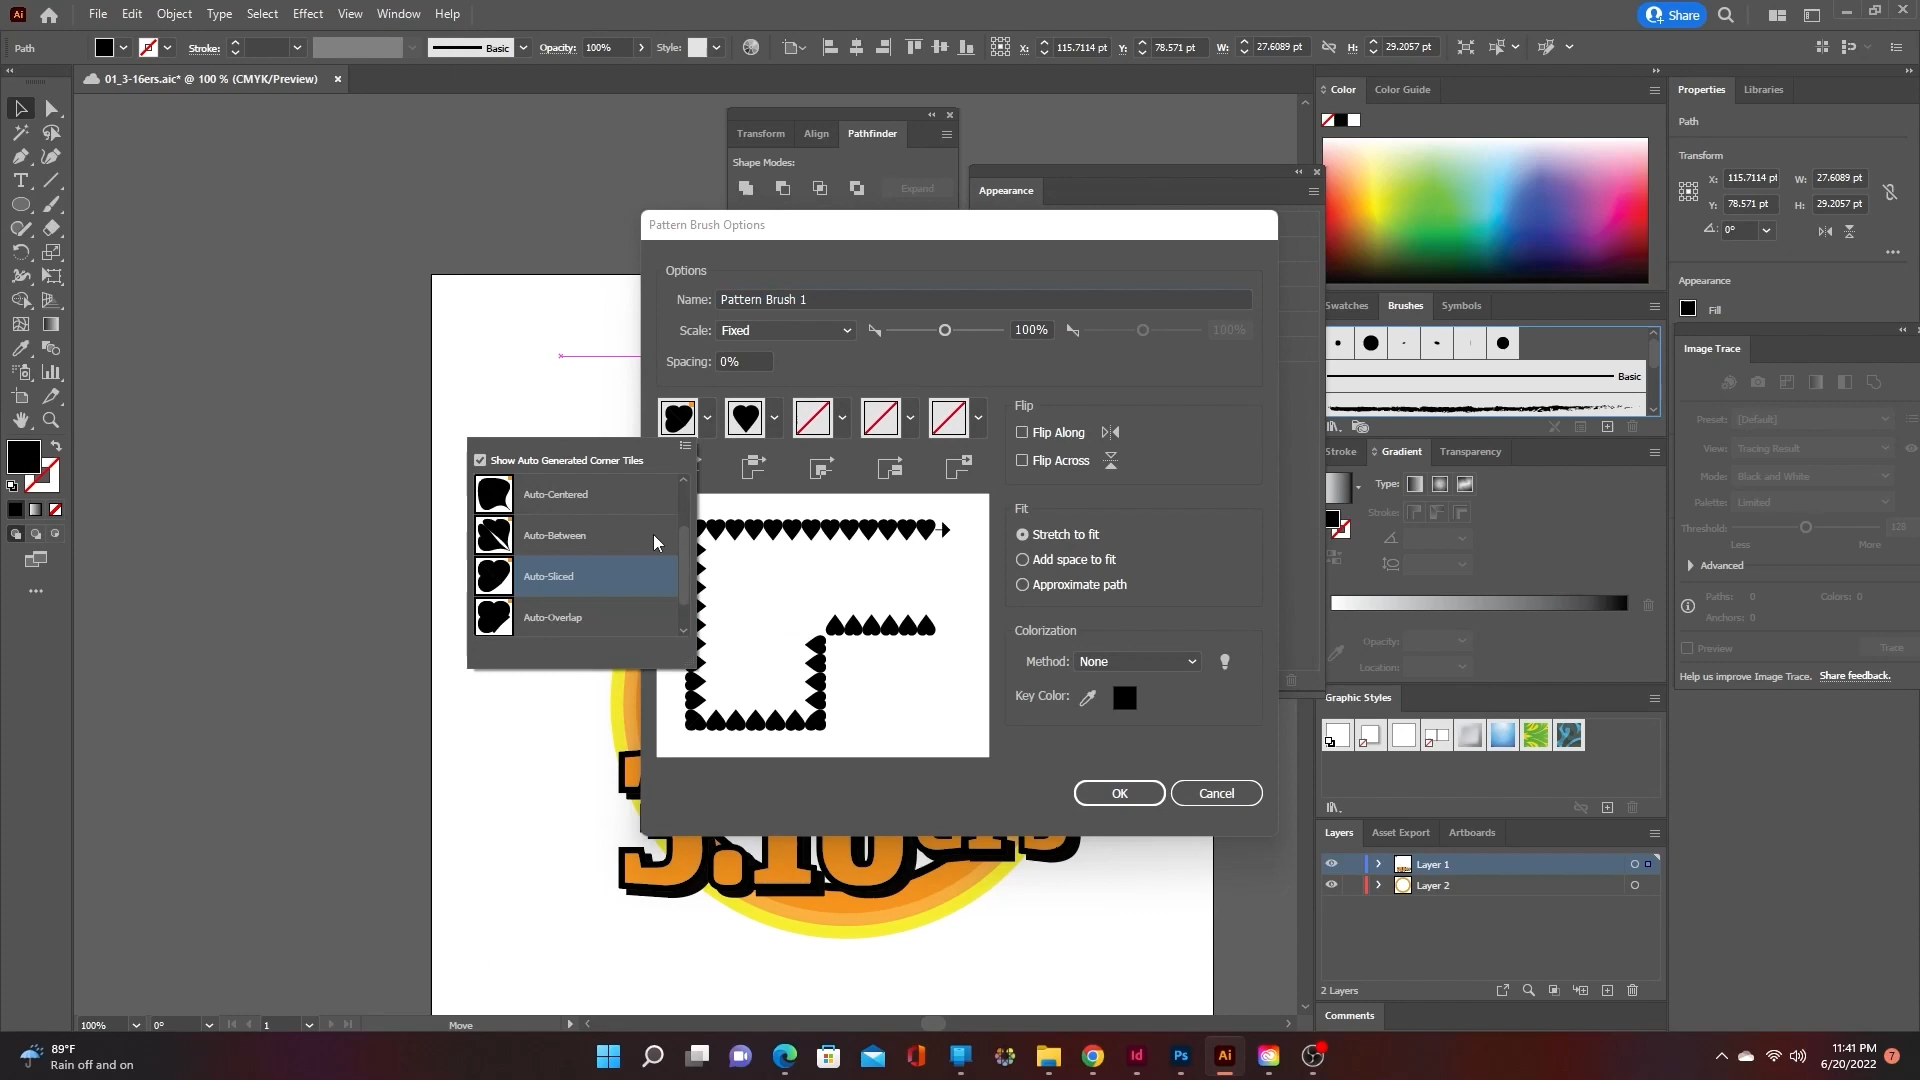 Ai
File Edit Object Type Select Effect View Window Help
Share
Path
Stroke:
Basic
Opacity: 100%
Style:
X: 115.7114 pt Y: 78.571 pt W: 27.6089 pt H: 29.2057 pt
01_3-16ers.aic* @ 100 % (CMYK/Preview)
Transform Align Pathfinder
Shape Modes:
Expand
Appearance
Pattern Brush Options
Options
Name: Pattern Brush 1
Scale: Fixed 100% 100%
Spacing: 0%
Show Auto Generated Corner Tiles
Auto-Centered
Auto-Between
Auto-Sliced
Auto-Overlap
Flip
Flip Along
Flip Across
Fit
Stretch to fit
Add space to fit
Approximate path
Colorization
Method: None
Key Color:
OK Cancel
Color Color Guide
Swatches Brushes Symbols
Basic
Stroke Gradient Transparency
Type:
Stroke:
Opacity:
Location:
Graphic Styles
Layers Asset Export Artboards
Layer 1
Layer 2
2 Layers
Comments
Properties Libraries
Path
Transform
X: 115.7114 pt W: 27.6089 pt
Y: 78.571 pt H: 29.2057 pt
0°
Appearance
Fill
Image Trace
Preset: [Default]
View: Tracing Result
Mode: Black and White
Palette: Limited
Threshold: 128
Less More
Advanced
Paths: 0 Colors: 0
Anchors: 0
Preview Trace
Help us improve Image Trace. Share feedback.
100% 0° 1 Move
89°F
Rain off and on
Id Ps Ai
11:41 PM
6/20/2022
7